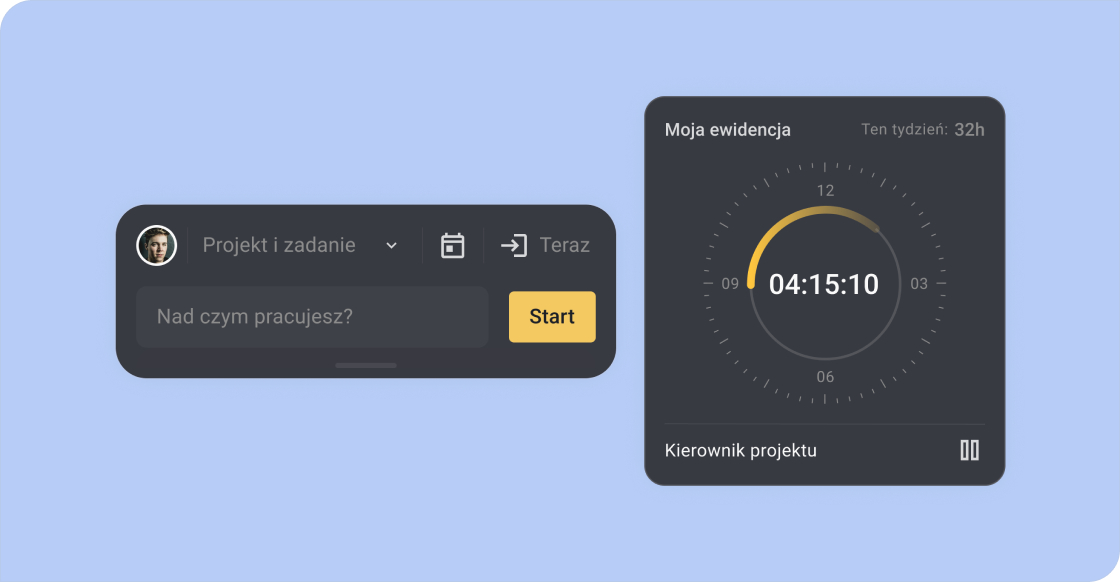 Projekt i zadanie
Teraz
Nad czym pracujesz?
Start
Moja ewidencja
Ten tydzień: 32h
12
09
04:15:10
03
06
Kierownik projektu